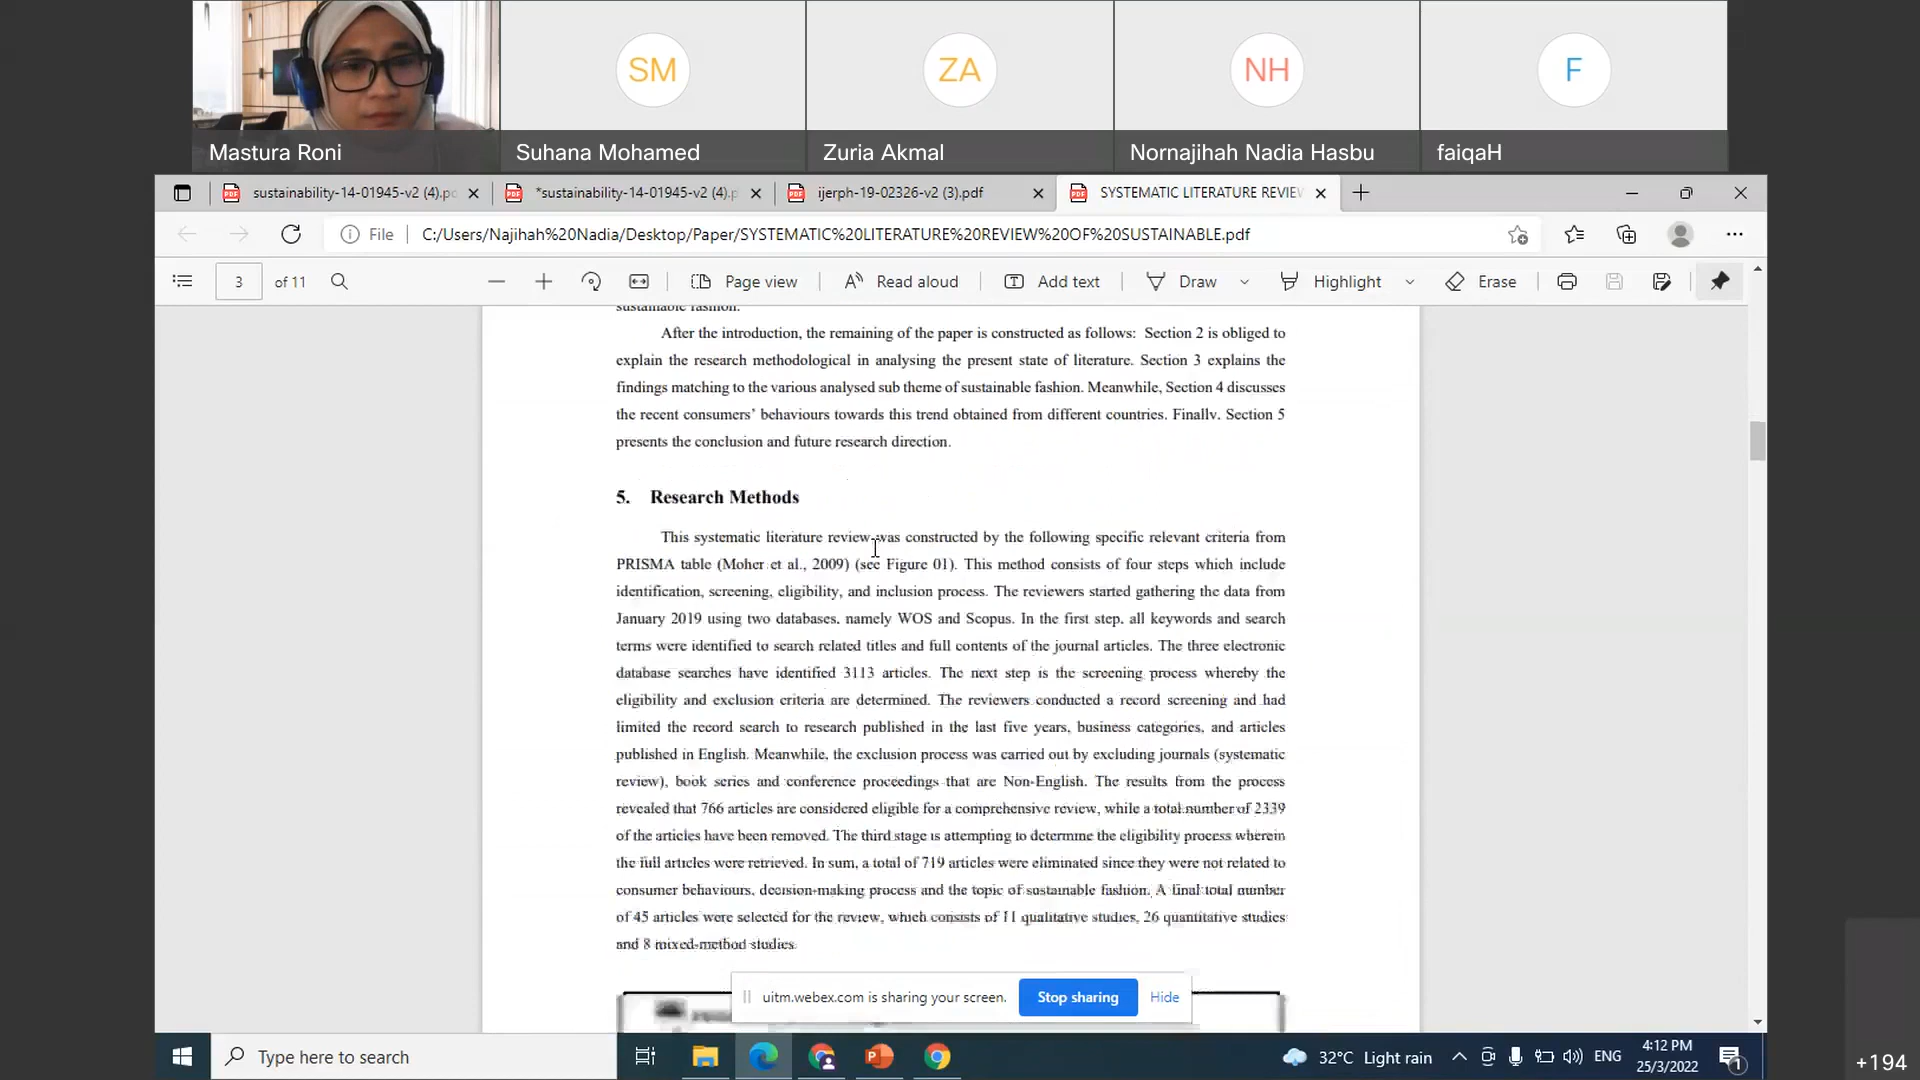 SM
ZA
NH
F
Mastura Roni
Suhana Mohamed
Zuria Akmal
Nornajihah Nadia Hasbu
faiqaH
sustainability-14-01945-v2 (4).pd
*sustainability-14-01945-v2 (4).p
ijerph-19-02326-v2 (3).pdf
SYSTEMATIC LITERATURE REVIEW
File
C:/Users/Najihah%20Nadia/Desktop/Paper/SYSTEMATIC%20LITERATURE%20REVIEW%20OF%20SUSTAINABLE.pdf
3 of 11
Page view
Read aloud
Add text
Draw
Highlight
Erase
sustainable fashion.
After the introduction, the remaining of the paper is constructed as follows: Section 2 is obliged to
explain the research methodological in analysing the present state of literature. Section 3 explains the
findings matching to the various analysed sub theme of sustainable fashion. Meanwhile, Section 4 discusses
the recent consumers' behaviours towards this trend obtained from different countries. Finally, Section 5
presents the conclusion and future research direction.
5. Research Methods
This systematic literature review was constructed by the following specific relevant criteria from
PRISMA table (Moher et al., 2009) (see Figure 01). This method consists of four steps which include
identification, screening, eligibility, and inclusion process. The reviewers started gathering the data from
January 2019 using two databases, namely WOS and Scopus. In the first step, all keywords and search
terms were identified to search related titles and full contents of the journal articles. The three electronic
database searches have identified 3113 articles. The next step is the screening process whereby the
eligibility and exclusion criteria are determined. The reviewers conducted a record screening and had
limited the record search to research published in the last five years, business categories, and articles
published in English. Meanwhile, the exclusion process was carried out by excluding journals (systematic
review), book series and conference proceedings that are Non-English. The results from the process
revealed that 766 articles are considered eligible for a comprehensive review, while a total number of 2339
of the articles have been removed. The third stage is attempting to determine the eligibility process wherein
the full articles were retrieved. In sum, a total of 719 articles were eliminated since they were not related to
consumer behaviours, decision-making process and the topic of sustainable fashion. A final total number
of 45 articles were selected for the review, which consists of 11 qualitative studies, 26 quantitative studies
and 8 mixed-method studies.
uitm.webex.com is sharing your screen.
Stop sharing
Hide
Type here to search
32°C Light rain
ENG
4:12 PM
25/3/2022
1
+194